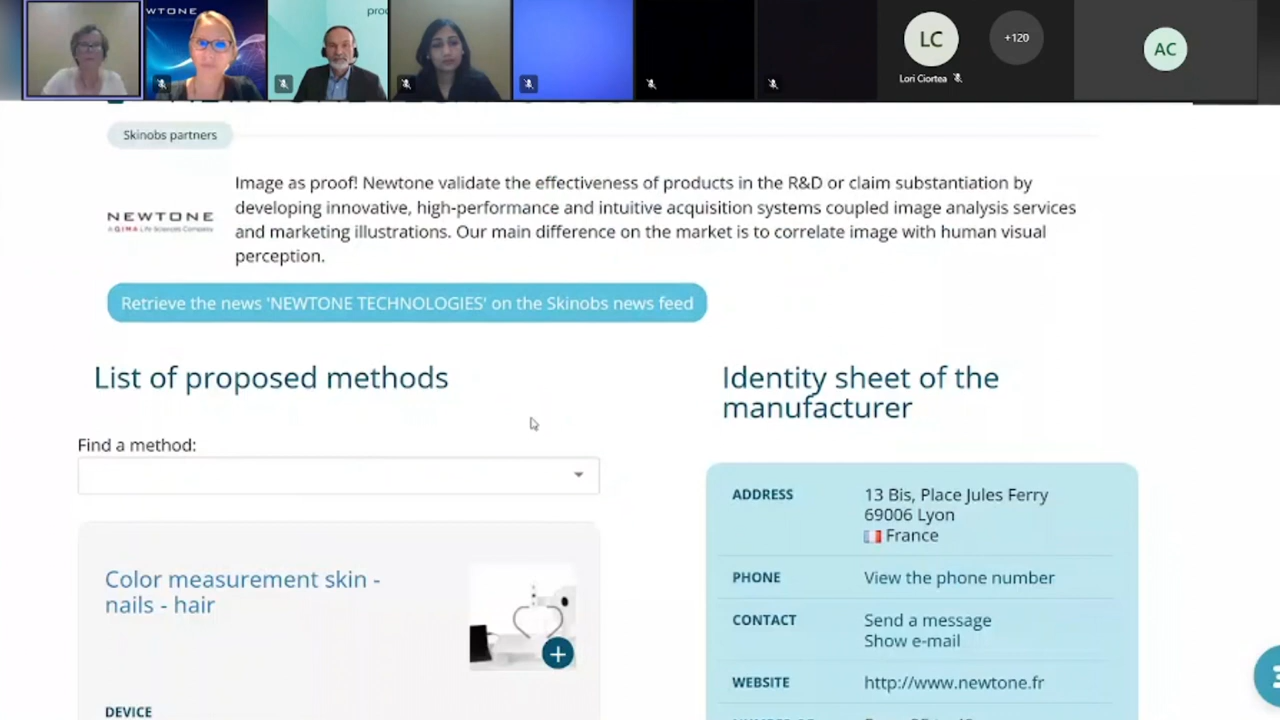 WTONE
proc
LC
+120
AC
Lori Ciortea
Skinobs partners
Image as proof! Newtone validate the effectiveness of products in the R&D or claim substantiation by
developing innovative, high-performance and intuitive acquisition systems coupled image analysis services
and marketing illustrations. Our main difference on the market is to correlate image with human visual
perception.
NEWTONE
A QIMA Life Sciences Company
Retrieve the news 'NEWTONE TECHNOLOGIES' on the Skinobs news feed
List of proposed methods
Find a method:
Color measurement skin -
nails - hair
DEVICE
Identity sheet of the
manufacturer
ADDRESS
13 Bis, Place Jules Ferry
69006 Lyon
France
PHONE
View the phone number
CONTACT
Send a message
Show e-mail
WEBSITE
http://www.newtone.fr